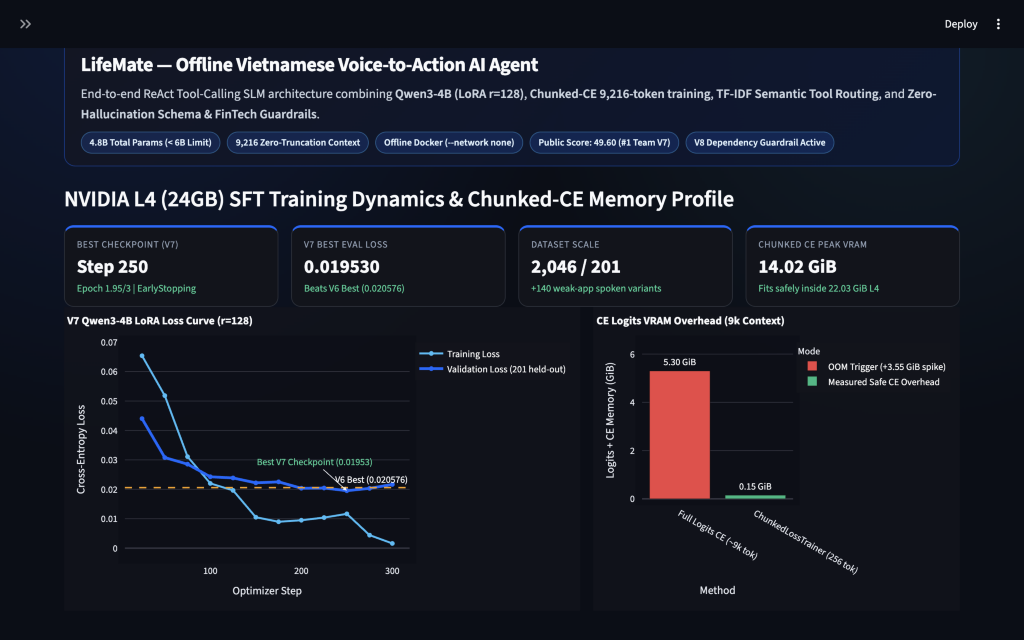 Deploy
LifeMate — Offline Vietnamese Voice-to-Action AI Agent
End-to-end ReAct Tool-Calling SLM architecture combining Qwen3-4B (LoRA r=128), Chunked-CE 9,216-token training, TF-IDF Semantic Tool Routing, and Zero-
Hallucination Schema & FinTech Guardrails.
4.8B Total Params (< 6B Limit)
9,216 Zero-Truncation Context
Offline Docker (--network none)
Public Score: 49.60 (#1 Team V7)
V8 Dependency Guardrail Active
NVIDIA L4 (24GB) SFT Training Dynamics & Chunked-CE Memory Profile
BEST CHECKPOINT (V7)
Step 250
Epoch 1.95/3 | EarlyStopping
V7 BEST EVAL LOSS
0.019530
Beats V6 Best (0.020576)
DATASET SCALE
2,046 / 201
+140 weak-app spoken variants
CHUNKED CE PEAK VRAM
14.02 GiB
Fits safely inside 22.03 GiB L4
V7 Qwen3-4B LoRA Loss Curve (r=128)
0.07
0.06
0.05
0.04
0.03
0.02
0.01
0
Cross-Entropy Loss
Best V7 Checkpoint (0.01953)
V6 Best (0.020576)
100
200
300
Optimizer Step
Training Loss
Validation Loss (201 held-out)
CE Logits VRAM Overhead (9k Context)
6
4
2
0
Logits + CE Memory (GiB)
5.30 GiB
0.15 GiB
Full Logits CE (~9k tok)
ChunkedLossTrainer (256 tok)
Method
Mode
OOM Trigger (+3.55 GiB spike)
Measured Safe CE Overhead